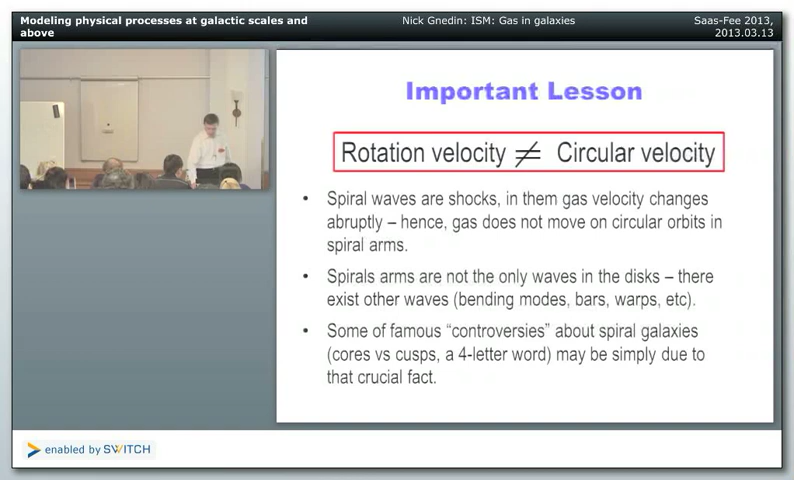 Modeling physical processes at galactic scales and
above
Nick Gnedin: ISM: Gas in galaxies
Saas-Fee 2013,
2013.03.13
Important Lesson
Rotation velocity ≠ Circular velocity
• Spiral waves are shocks, in them gas velocity changes
abruptly – hence, gas does not move on circular orbits in
spiral arms.
• Spirals arms are not the only waves in the disks – there
exist other waves (bending modes, bars, warps, etc).
• Some of famous “controversies” about spiral galaxies
(cores vs cusps, a 4-letter word) may be simply due to
that crucial fact.
enabled by SWITCH